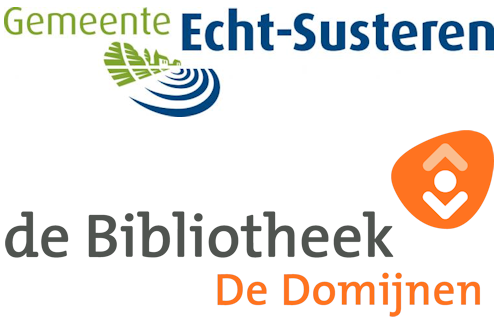 Gemeente Echt-Susteren
de Bibliotheek
De Domijnen